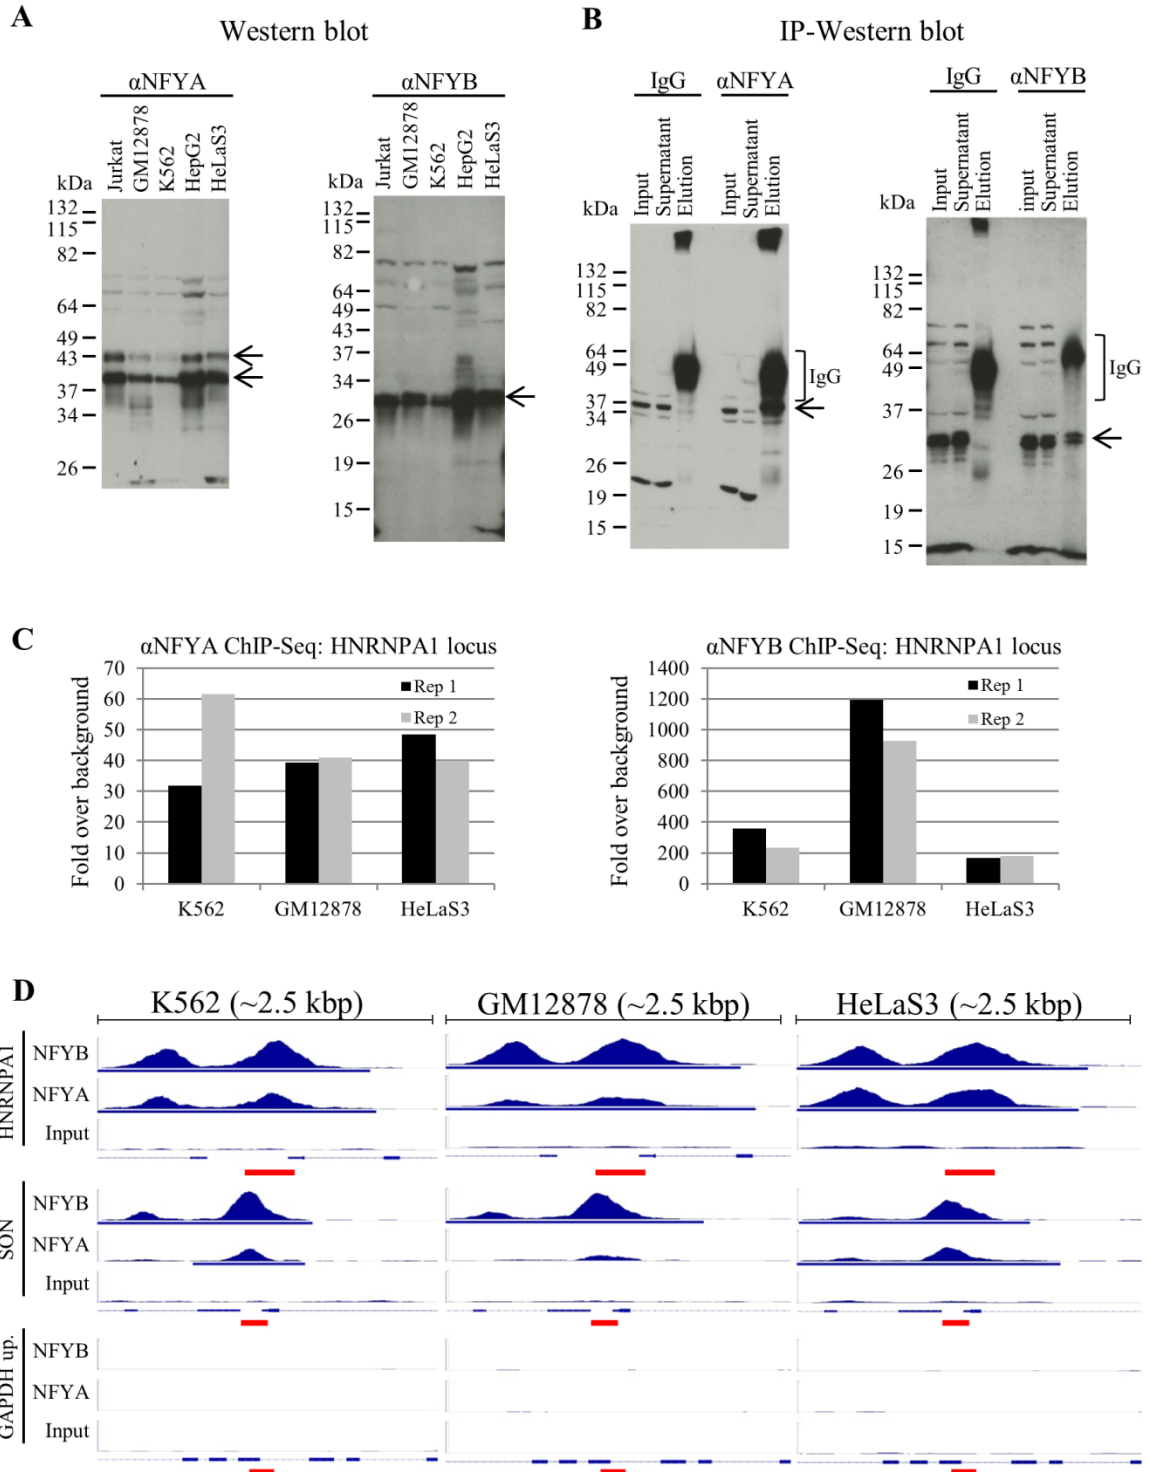 A
Western blot
αNFYA
Jurkat
GM12878
K562
HepG2
HeLaS3
kDa
132
115
82
64
49
43
37
34
26
αNFYB
Jurkat
GM12878
K562
HepG2
HeLaS3
kDa
132
115
82
64
49
43
37
34
26
19
15
B
IP-Western blot
IgG
αNFYA
Input
Supernatant
Elution
Input
Supernatant
Elution
kDa
132
115
82
64
49
37
34
26
19
15
IgG
IgG
αNFYB
Input
Supernatant
Elution
input
Supernatant
Elution
kDa
132
115
82
64
49
37
26
19
15
IgG
C
αNFYA ChIP-Seq: HNRNPA1 locus
Fold over background
70
60
50
40
30
20
10
0
Rep 1
Rep 2
K562
GM12878
HeLaS3
αNFYB ChIP-Seq: HNRNPA1 locus
Fold over background
1400
1200
1000
800
600
400
200
0
Rep 1
Rep 2
K562
GM12878
HeLaS3
D
K562 (~2.5 kbp)
GM12878 (~2.5 kbp)
HeLaS3 (~2.5 kbp)
HNRNPA1
NFYB
NFYA
Input
SON
NFYB
NFYA
Input
GAPDH up.
NFYB
NFYA
Input